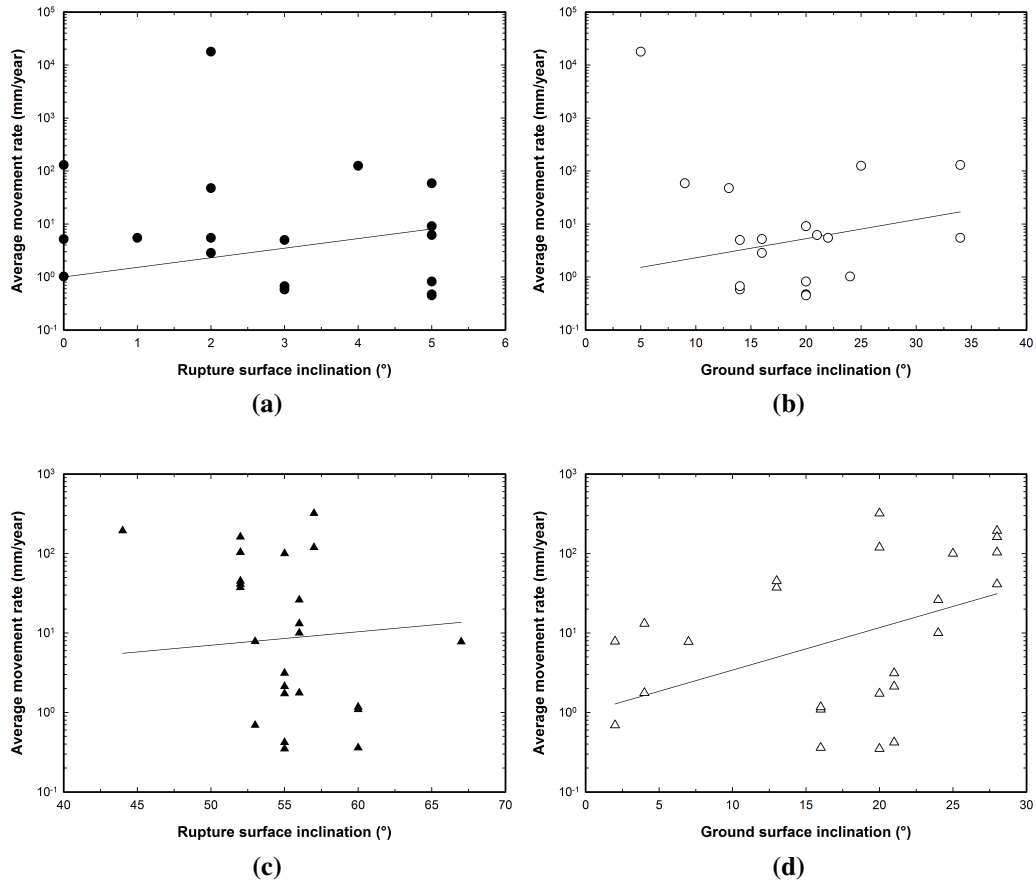 10⁵
10⁴
10³
10²
10¹
10⁰
10⁻¹
Average movement rate (mm/year)
0 1 2 3 4 5 6
Rupture surface inclination (°)
(a)
10⁵
10⁴
10³
10²
10¹
10⁰
10⁻¹
Average movement rate (mm/year)
0 5 10 15 20 25 30 35 40
Ground surface inclination (°)
(b)
10³
10²
10¹
10⁰
10⁻¹
Average movement rate (mm/year)
40 45 50 55 60 65 70
Rupture surface inclination (°)
(c)
10³
10²
10¹
10⁰
10⁻¹
Average movement rate (mm/year)
0 5 10 15 20 25 30
Ground surface inclination (°)
(d)